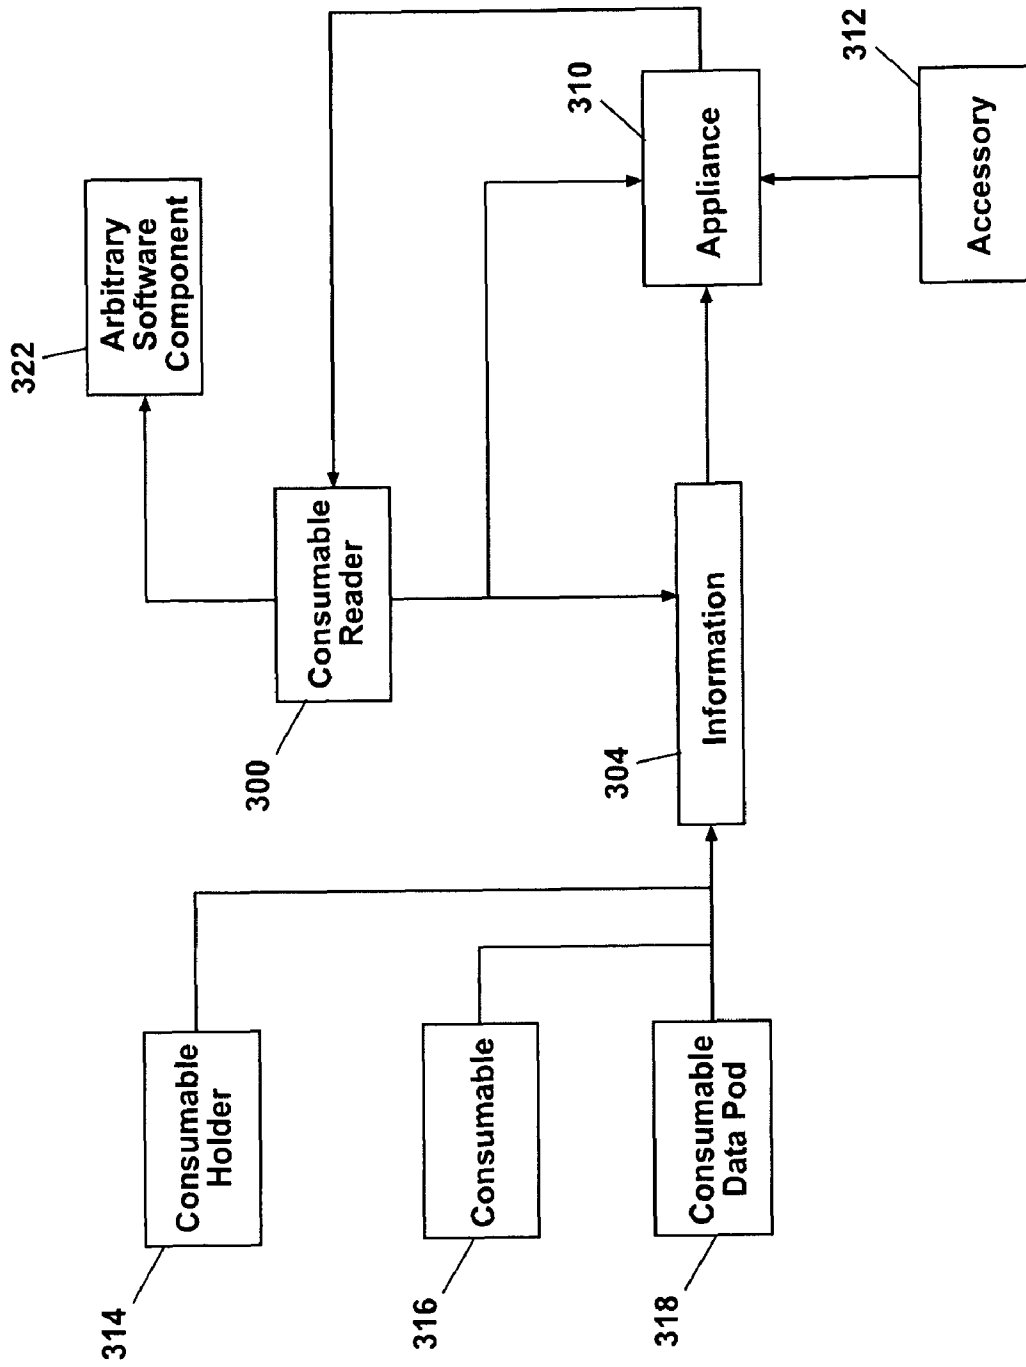 314
Consumable
Holder
316
Consumable
318
Consumable
Data Pod
300
Consumable
Reader
304
Information
322
Arbitrary
Software
Component
310
Appliance
312
Accessory